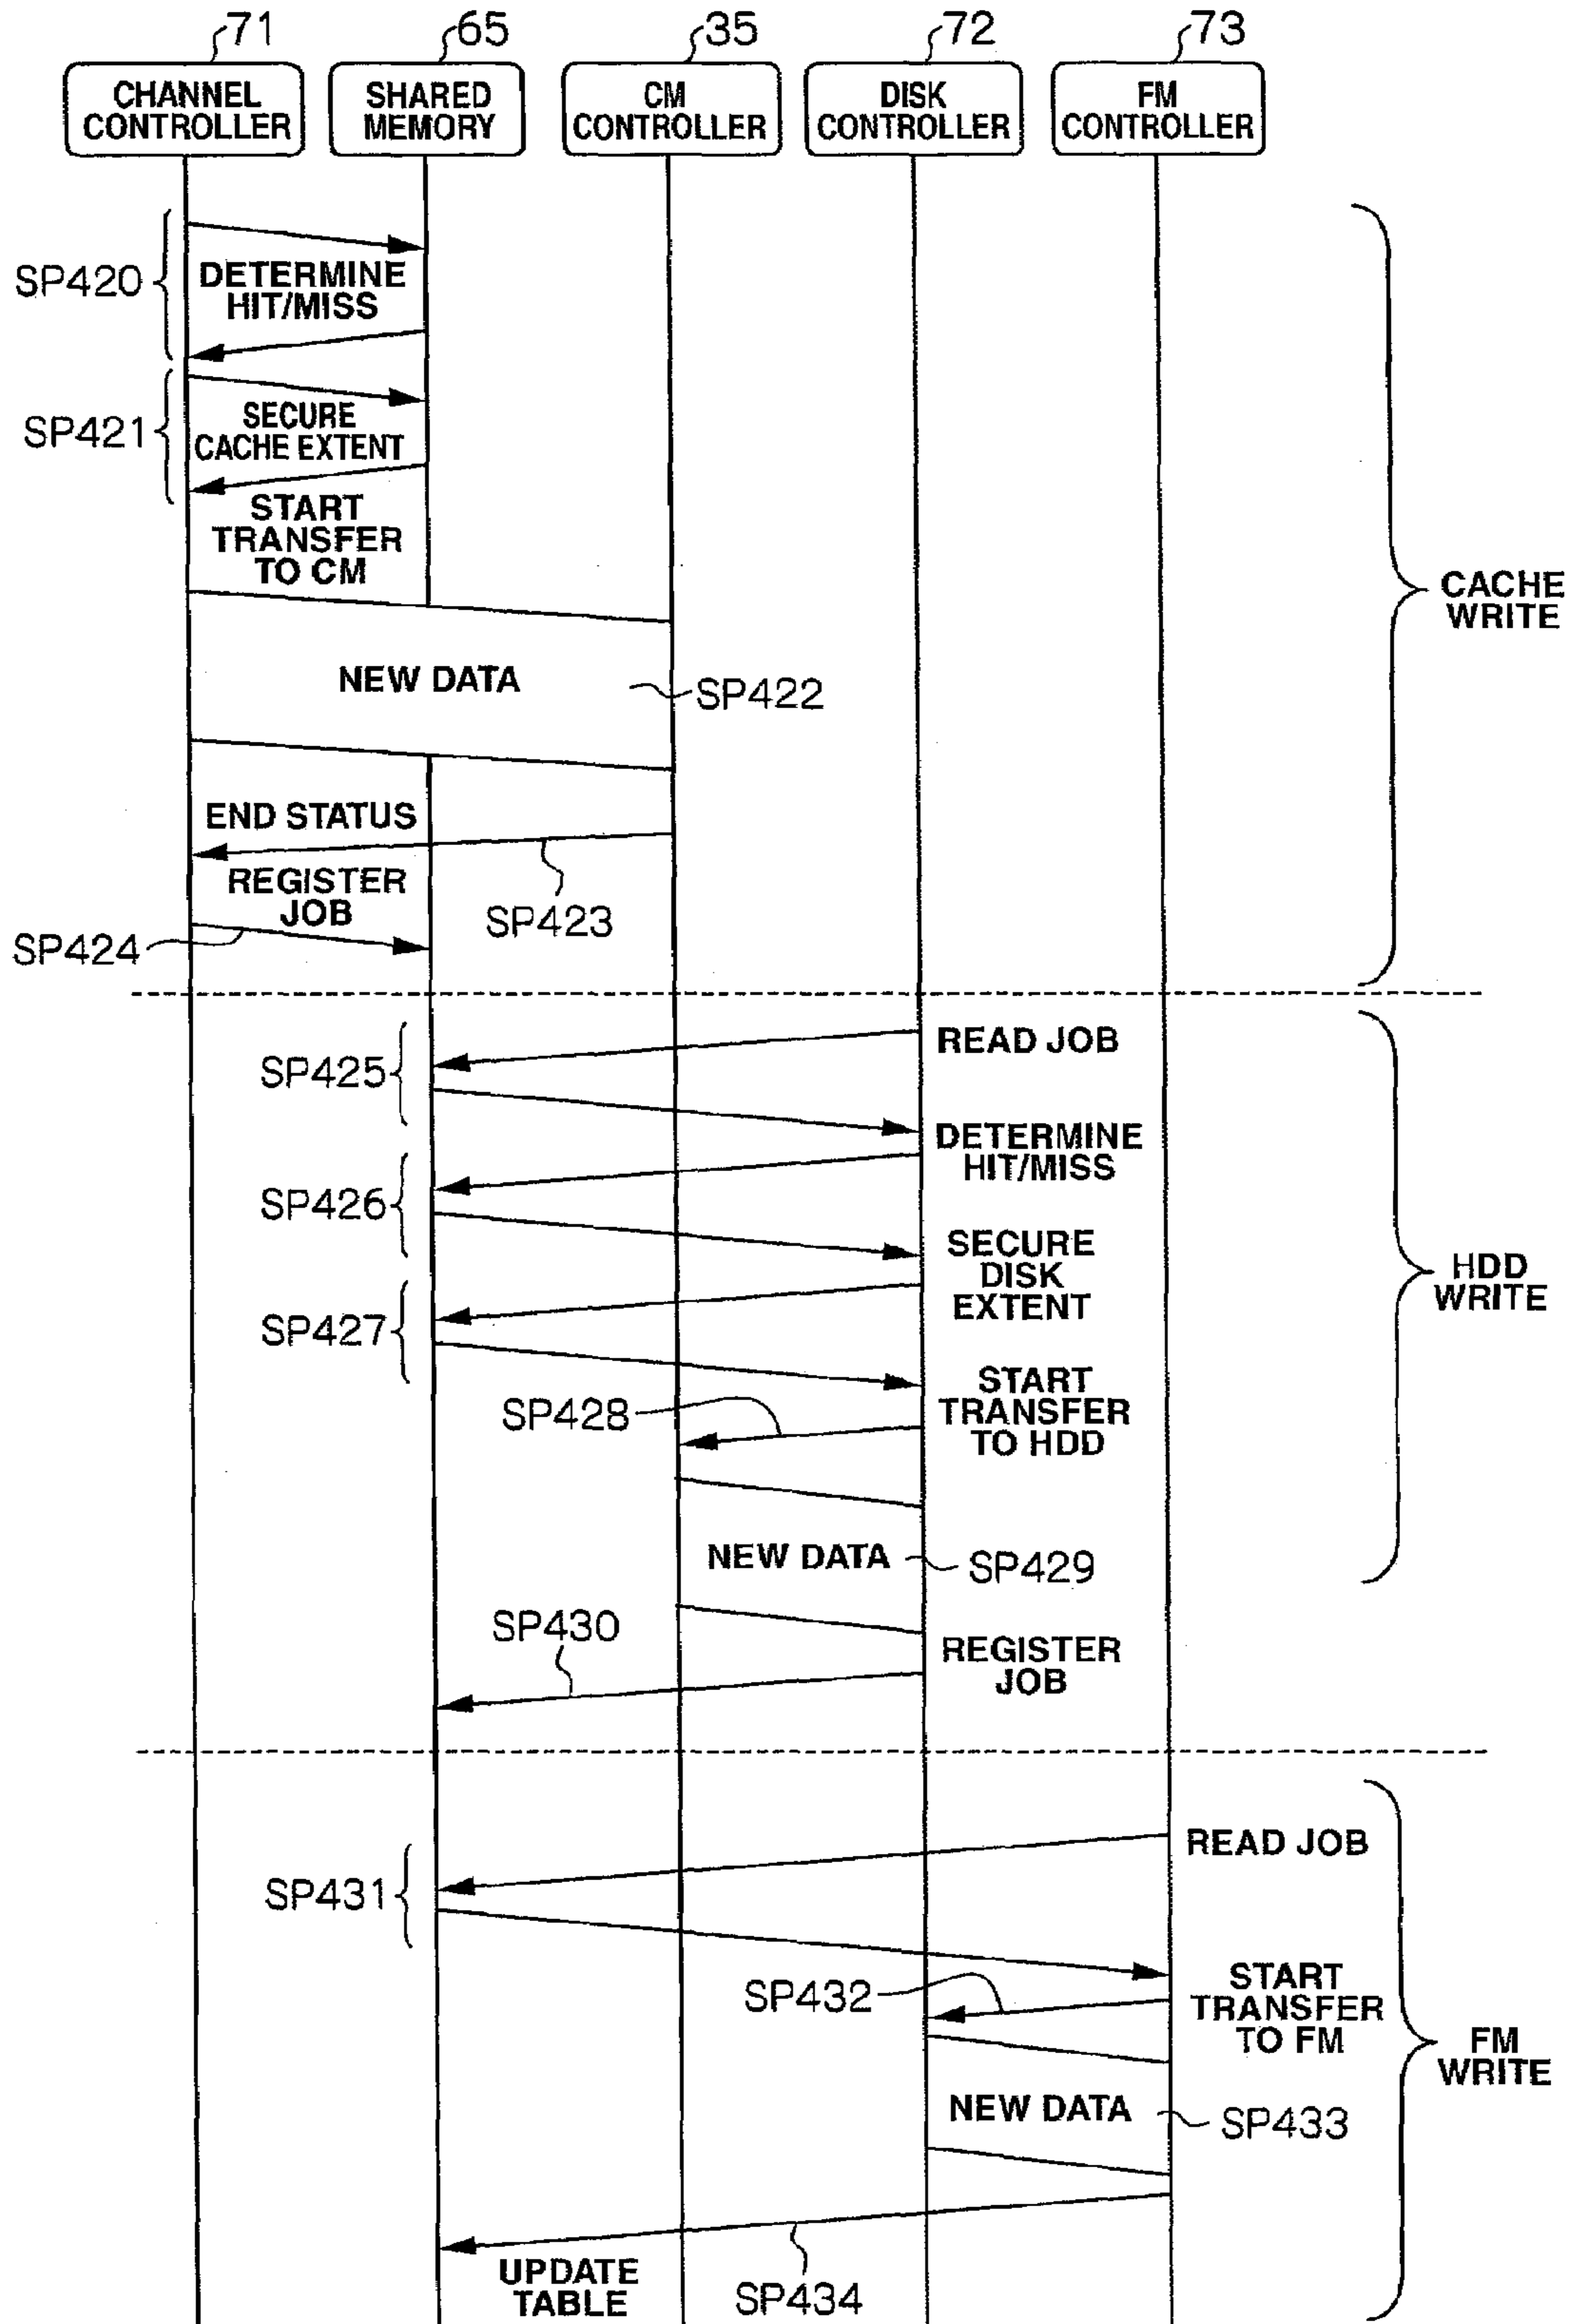 71
65
35
72
73
CHANNEL
CONTROLLER
SHARED
MEMORY
CM
CONTROLLER
DISK
CONTROLLER
FM
CONTROLLER
SP420
DETERMINE
HIT/MISS
SP421
SECURE
CACHE EXTENT
START
TRANSFER
TO CM
CACHE
WRITE
NEW DATA
SP422
END STATUS
REGISTER
JOB
SP423
SP424
READ JOB
SP425
DETERMINE
HIT/MISS
SP426
SECURE
DISK
EXTENT
HDD
WRITE
SP427
START
TRANSFER
TO HDD
SP428
NEW DATA
SP429
SP430
REGISTER
JOB
READ JOB
SP431
START
TRANSFER
TO FM
SP432
FM
WRITE
NEW DATA
SP433
UPDATE
TABLE
SP434